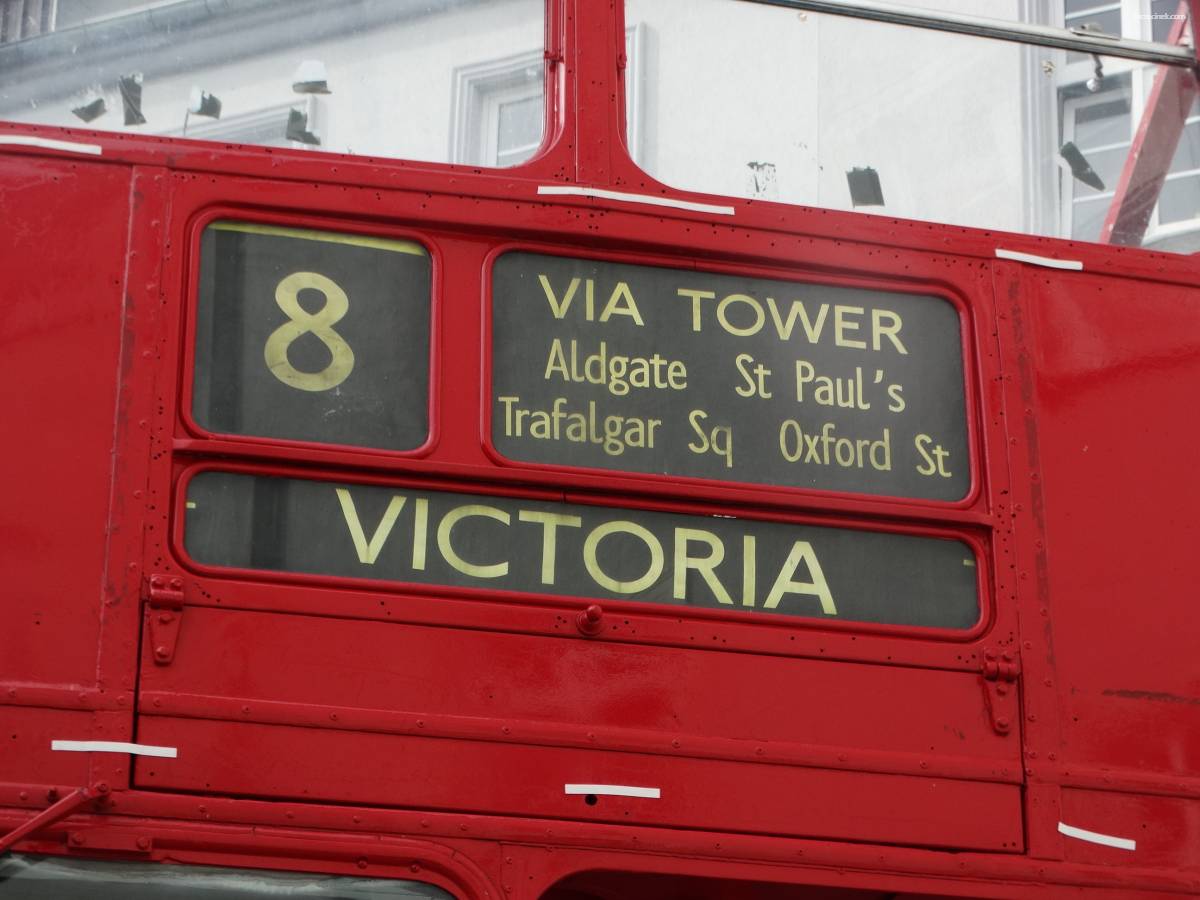 8
VIA TOWER
Aldgate St Paul's
Trafalgar Sq Oxford St
VICTORIA